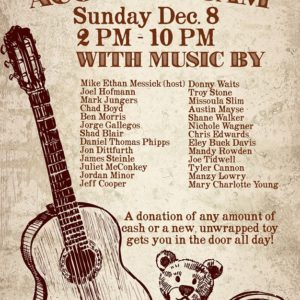 Sunday Dec. 8
2 PM - 10 PM
WITH MUSIC BY
Mike Ethan Messick (host)
Joel Hofmann
Mark Jungers
Chad Boyd
Ben Morris
Jorge Gallegos
Shad Blair
Daniel Thomas Phipps
Jon Dittfurth
James Steinle
Juliet McConkey
Jordan Minor
Jeff Cooper
Donny Waits
Troy Stone
Missoula Slim
Austin Mayse
Shane Walker
Nichole Wagner
Chris Edwards
Eley Buck Davis
Mandy Rowden
Joe Tidwell
Tyler Cannon
Manzy Lowry
Mary Charlotte Young
A donation of any amount of
cash or a new, unwrapped toy
gets you in the door all day!